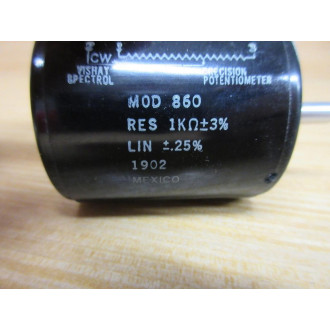 CW
VISHAY PRECISION
SPECTROL POTENTIOMETER
MOD 860
RES 1KΩ±3%
LIN ±.25%
1902
MEXICO